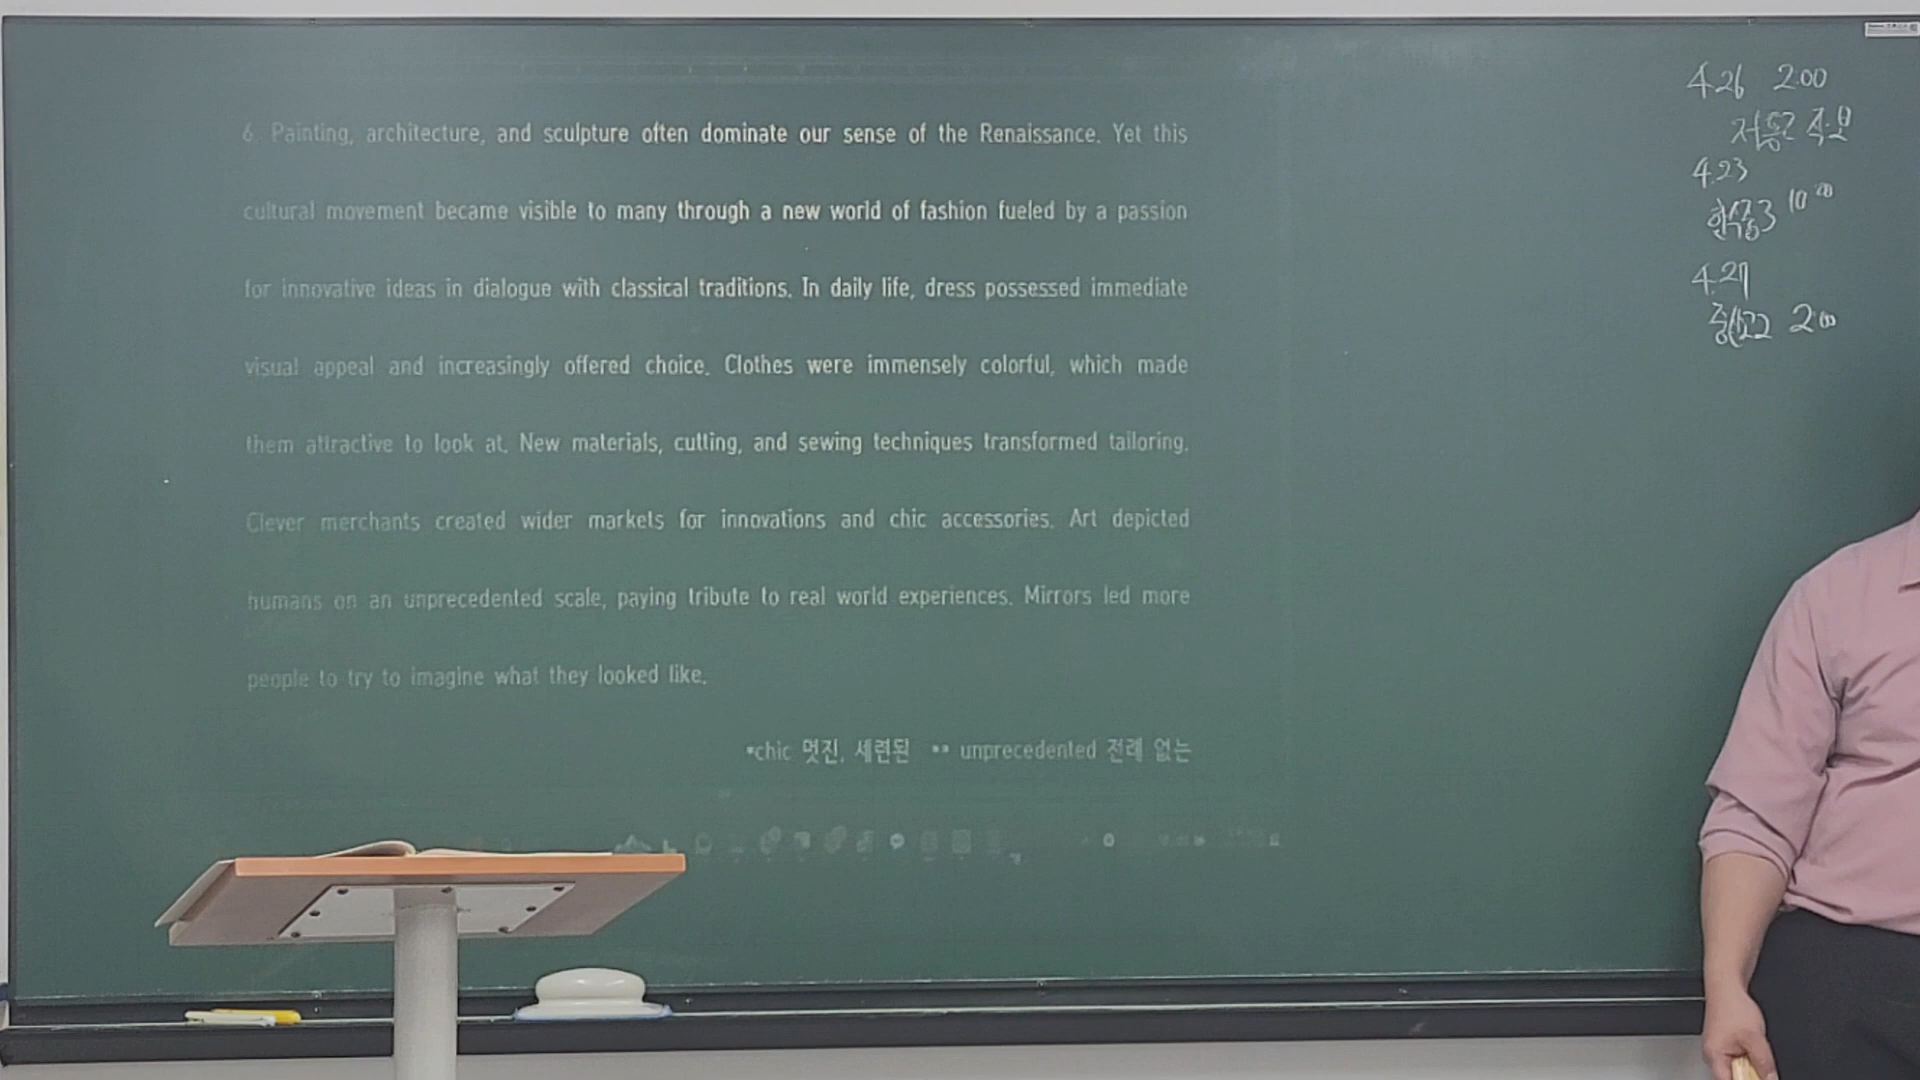 6. Painting, architecture, and sculpture often dominate our sense of the Renaissance. Yet this
cultural movement became visible to many through a new world of fashion fueled by a passion
for innovative ideas in dialogue with classical traditions. In daily life, dress possessed immediate
visual appeal and increasingly offered choice. Clothes were immensely colorful, which made
them attractive to look at. New materials, cutting, and sewing techniques transformed tailoring.
Clever merchants created wider markets for innovations and chic accessories. Art depicted
humans on an unprecedented scale, paying tribute to real world experiences. Mirrors led more
people to try to imagine what they looked like.
*chic 멋진, 세련된 ** unprecedented 전례 없는
4.26 2:00
4.23
10 20
4.27
2 00